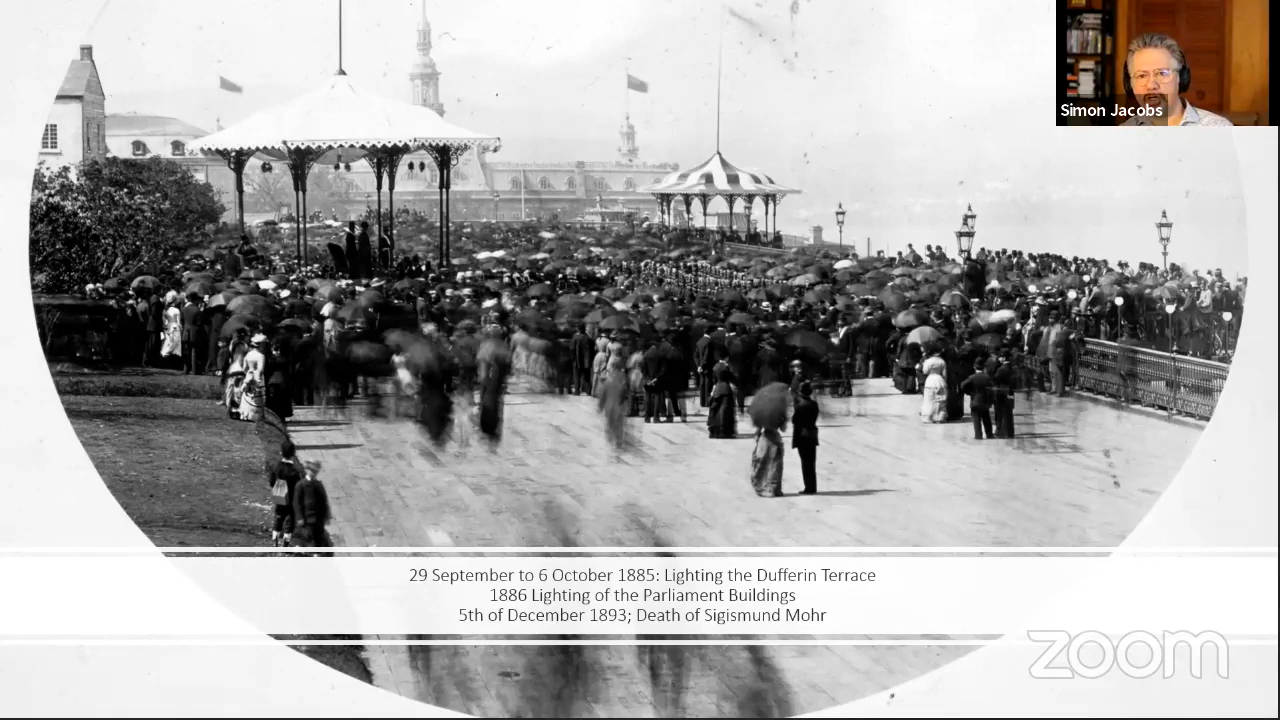 Simon Jacobs
29 September to 6 October 1885: Lighting the Dufferin Terrace
1886 Lighting of the Parliament Buildings
5th of December 1893; Death of Sigismund Mohr
zoom